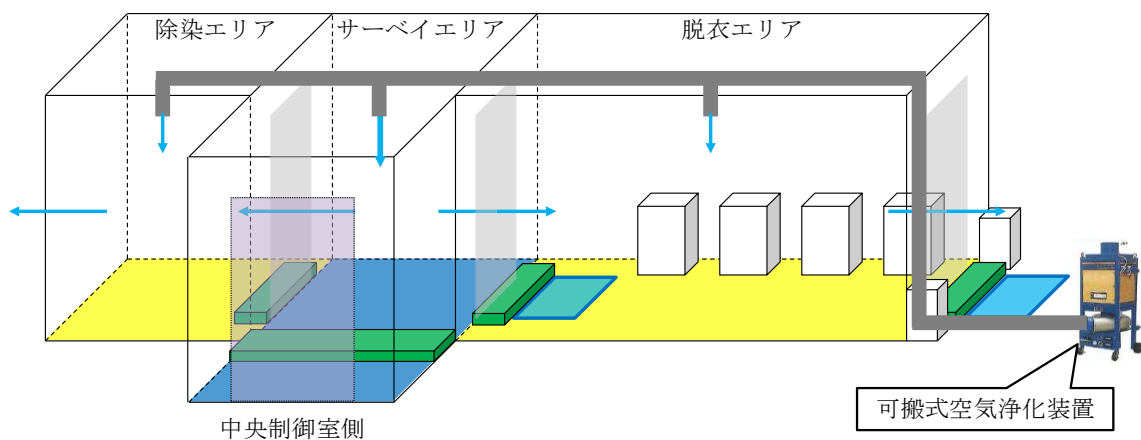 除染エリア
サーベイエリア
脱衣エリア
可搬式空気浄化装置
中央制御室側